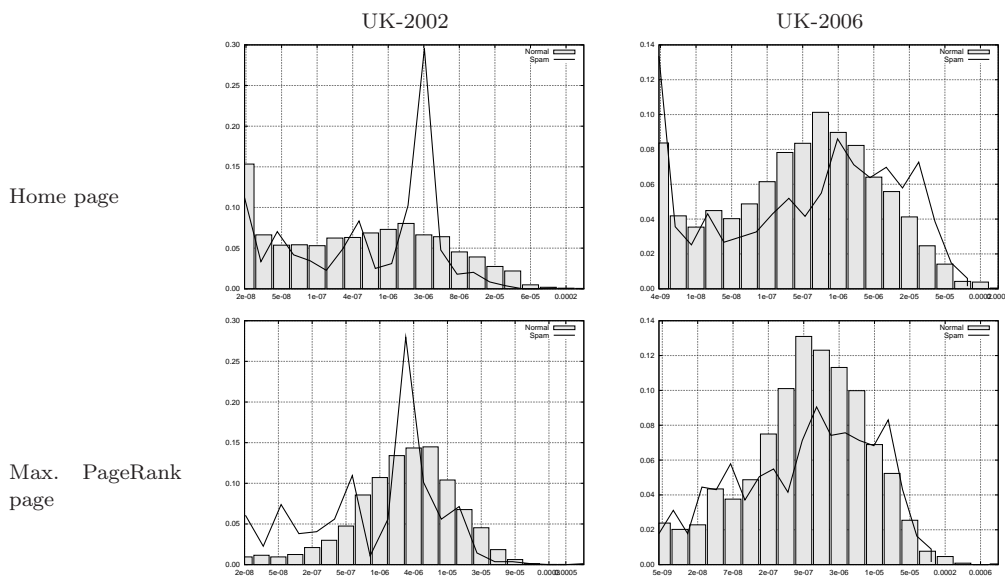 UK-2002
UK-2006
Home page
0.30
0.25
0.20
0.15
0.10
0.05
0.00
Normal
Spam
2e-08 5e-08 1e-07 4e-07 1e-06 3e-06 8e-06 2e-05 6e-05 0.0002
0.14
0.12
0.10
0.08
0.06
0.04
0.02
0.00
Normal
Spam
4e-09 1e-08 1e-07 5e-07 1e-06 5e-06 2e-05 5e-05
Max. PageRank
page
0.30
0.25
0.20
0.15
0.10
0.05
0.00
Normal
Spam
2e-08 5e-08 2e-07 5e-07 1e-06 4e-06 1e-05 3e-05 9e-05
0.14
0.12
0.10
0.08
0.06
0.04
0.02
0.00
Normal
Spam
5e-09 2e-08 7e-08 2e-07 9e-07 3e-06 1e-05 5e-05 0.0002 0.0006